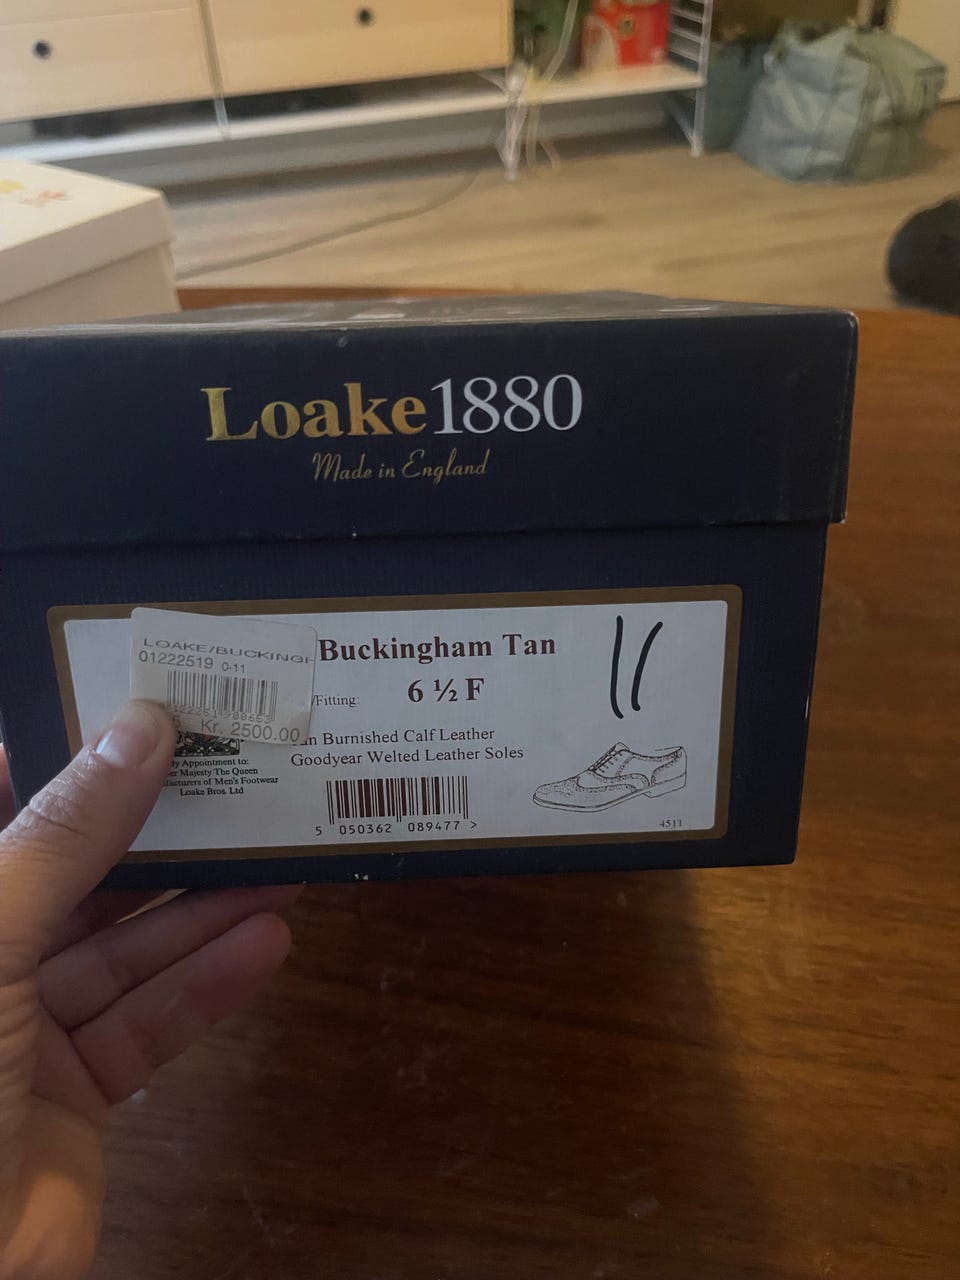 Loake1880
Made in England
LOAKE/BUCKINGH
01222519 0-11
Kr. 2500.00
Buckingham Tan
/Fitting: 6 ½ F
Burnished Calf Leather
Goodyear Welted Leather Soles
By Appointment to:
Her Majesty The Queen
of Men's Footwear
Loake Bros. Ltd
5 050362 089477 >
4511
11